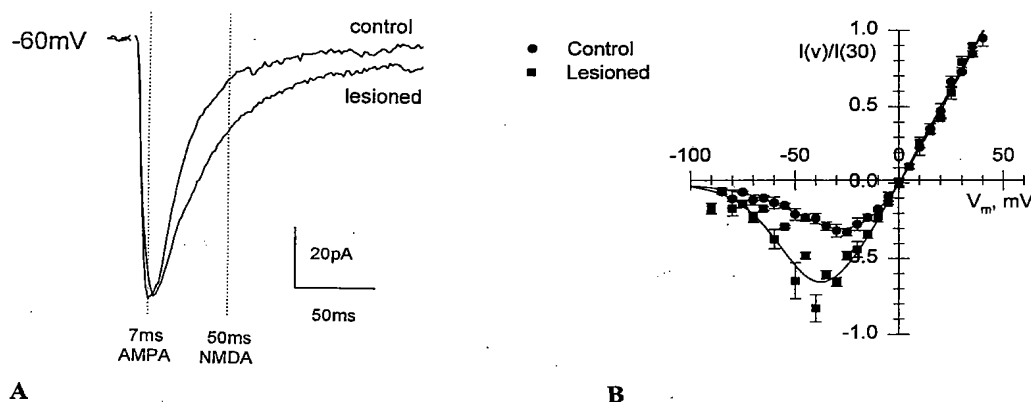 -60mV
control
lesioned
20pA
50ms
7ms
AMPA
50ms
NMDA
A
Control
Lesioned
I(v)/I(30)
1.0
0.5
0.0
-0.5
-1.0
-100
-50
0
50
Vm, mV
B